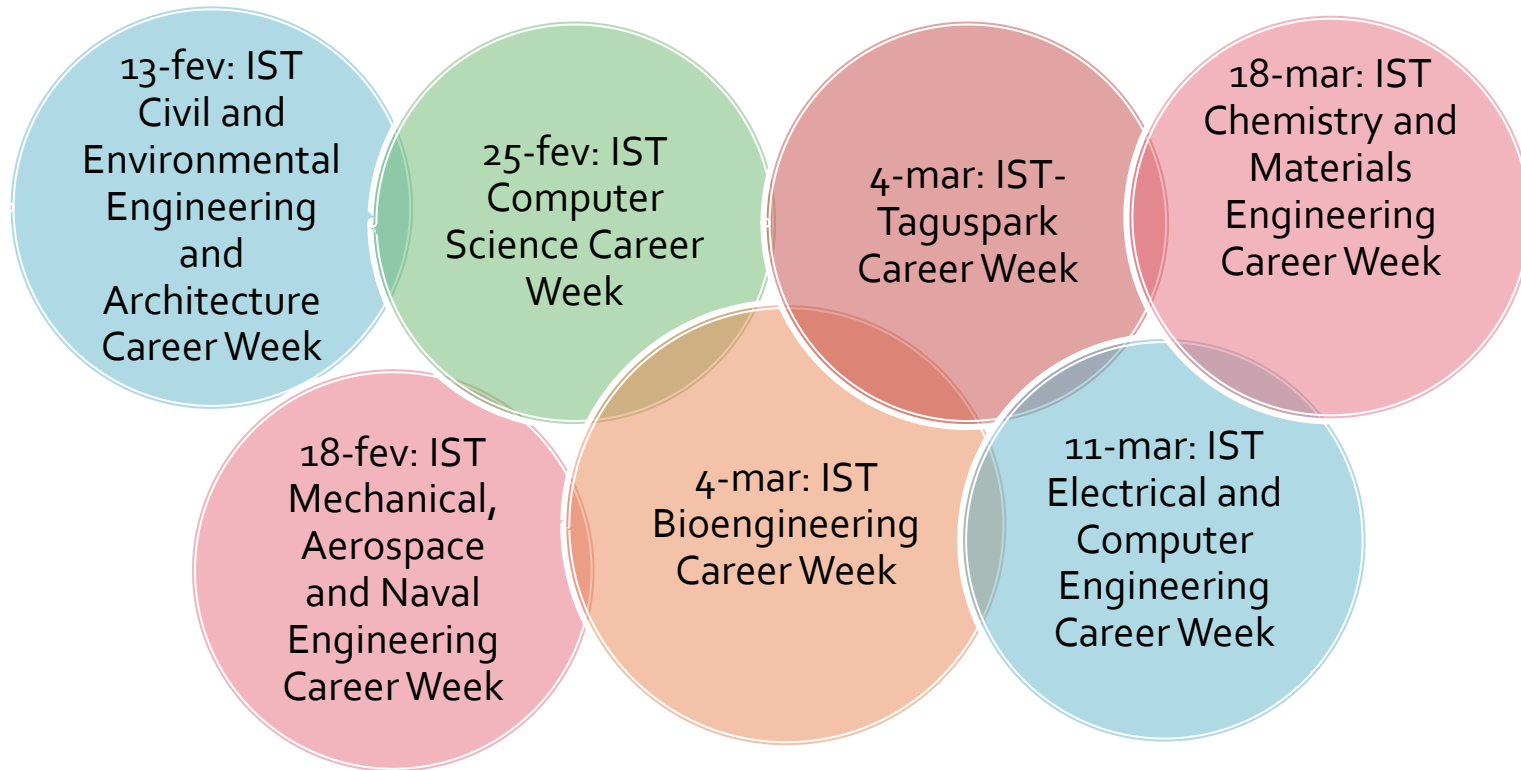 13-fev: IST
Civil and
Environmental
Engineering
and
Architecture
Career Week
18-fev: IST
Mechanical,
Aerospace
and Naval
Engineering
Career Week
25-fev: IST
Computer
Science Career
Week
4-mar: IST
Bioengineering
Career Week
4-mar: IST-
Taguspark
Career Week
11-mar: IST
Electrical and
Computer
Engineering
Career Week
18-mar: IST
Chemistry and
Materials
Engineering
Career Week